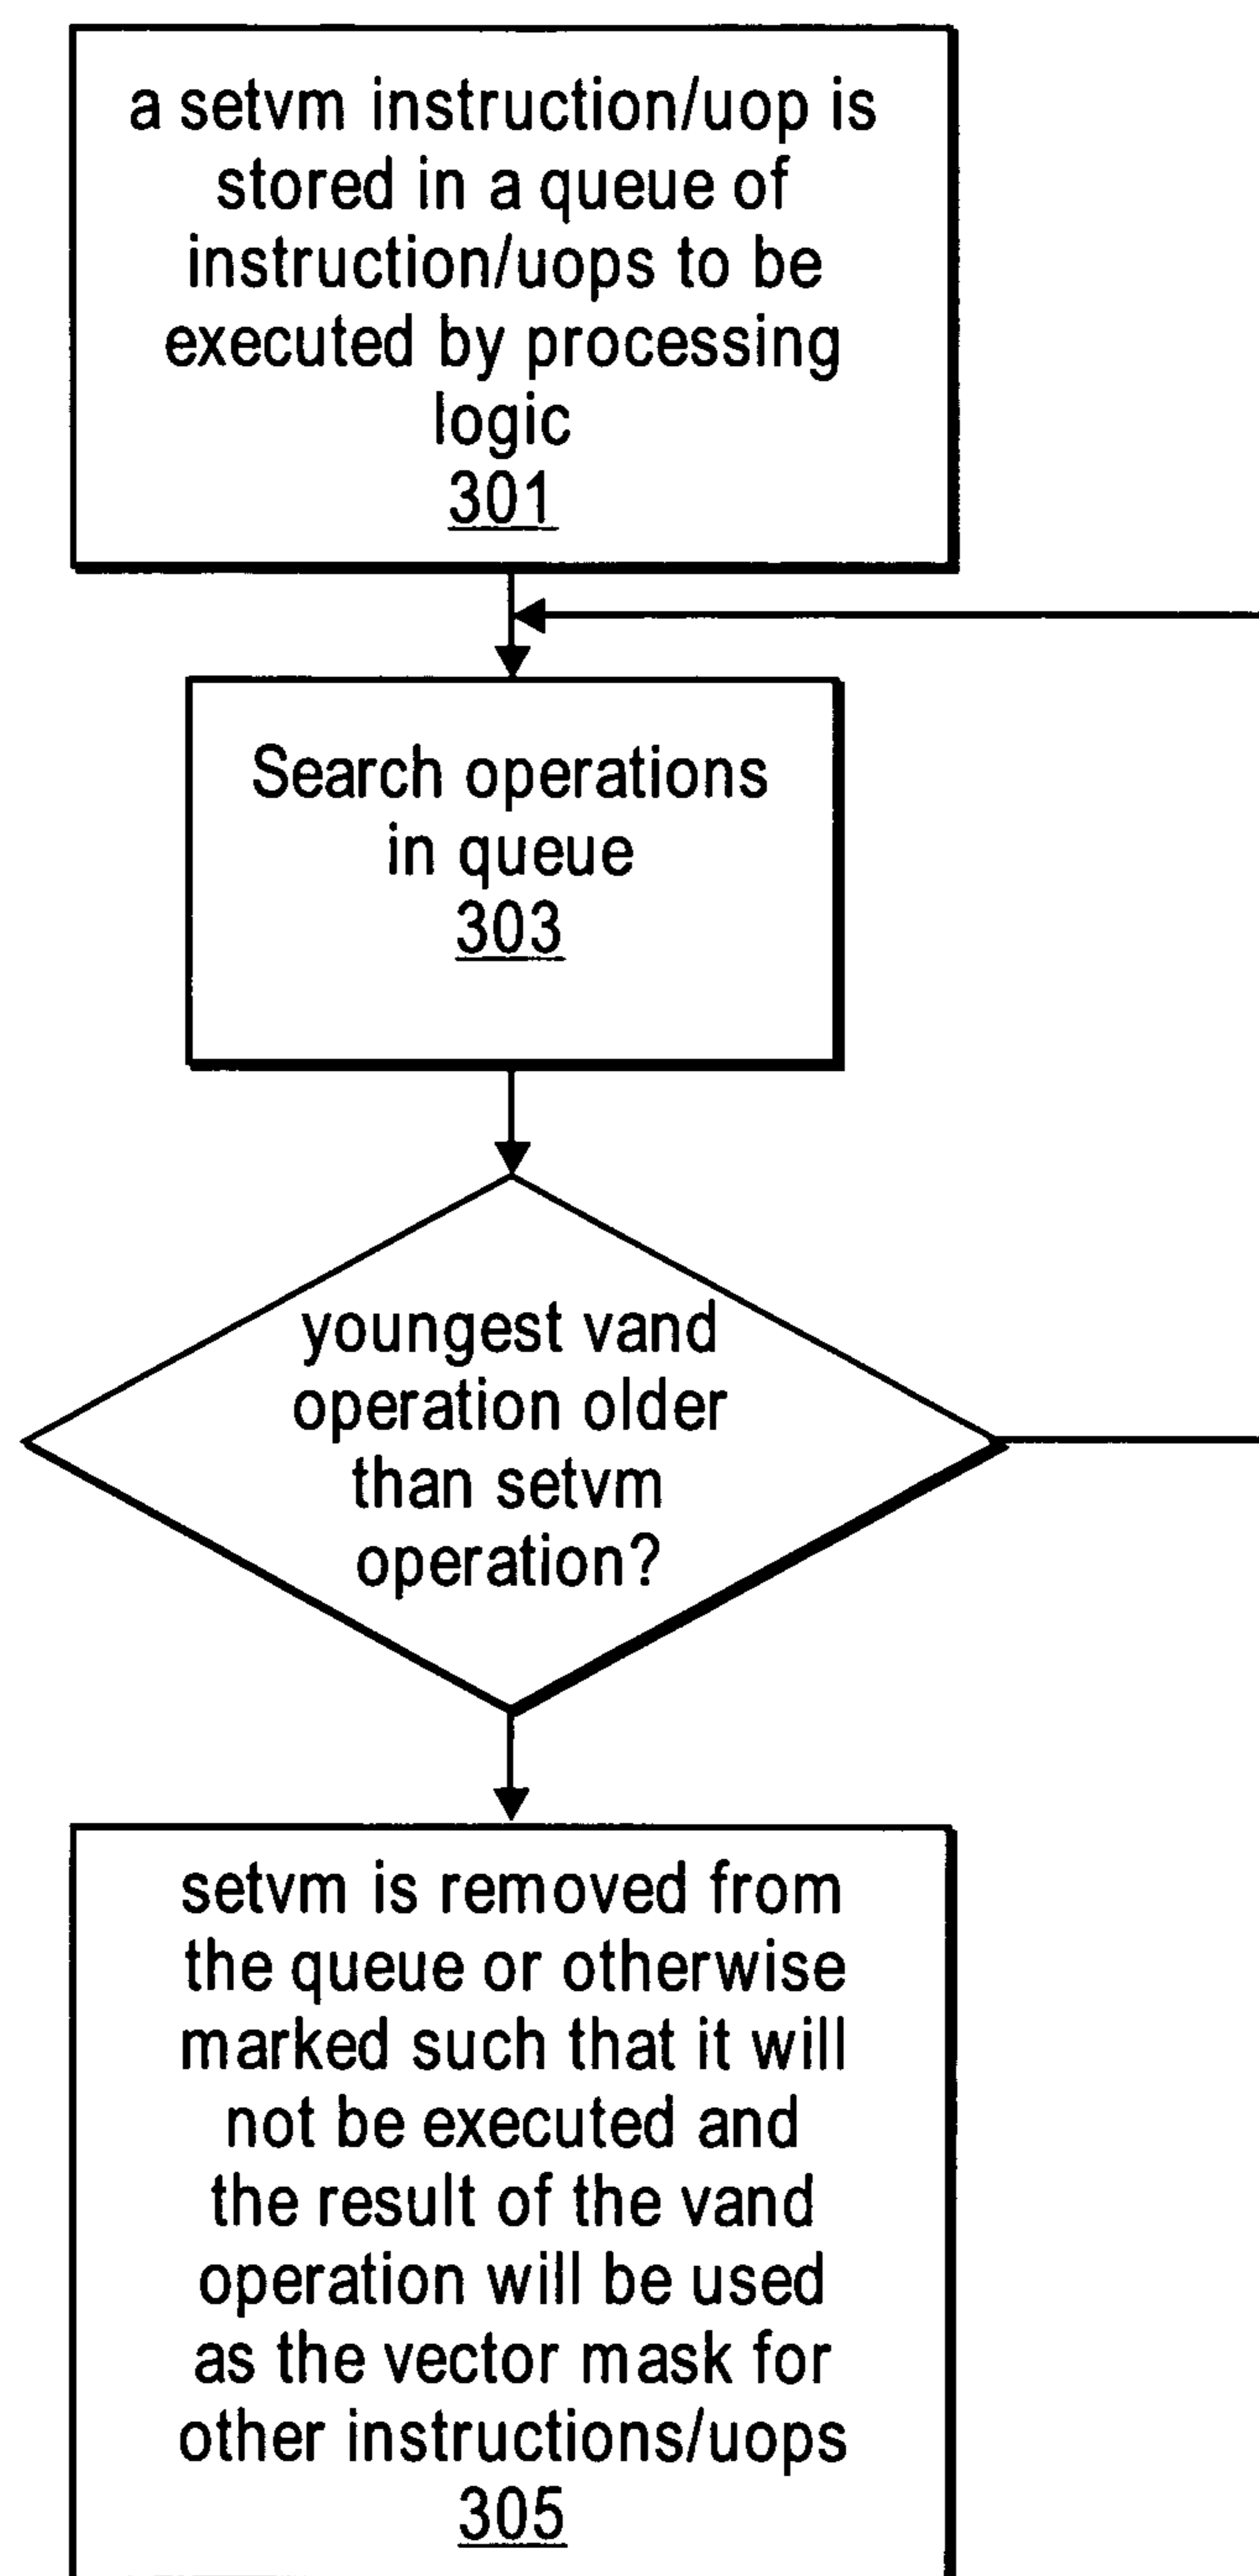 a setvm instruction/uop is
stored in a queue of
instruction/uops to be
executed by processing
logic
301
Search operations
in queue
303
youngest vand
operation older
than setvm
operation?
setvm is removed from
the queue or otherwise
marked such that it will
not be executed and
the result of the vand
operation will be used
as the vector mask for
other instructions/uops
305